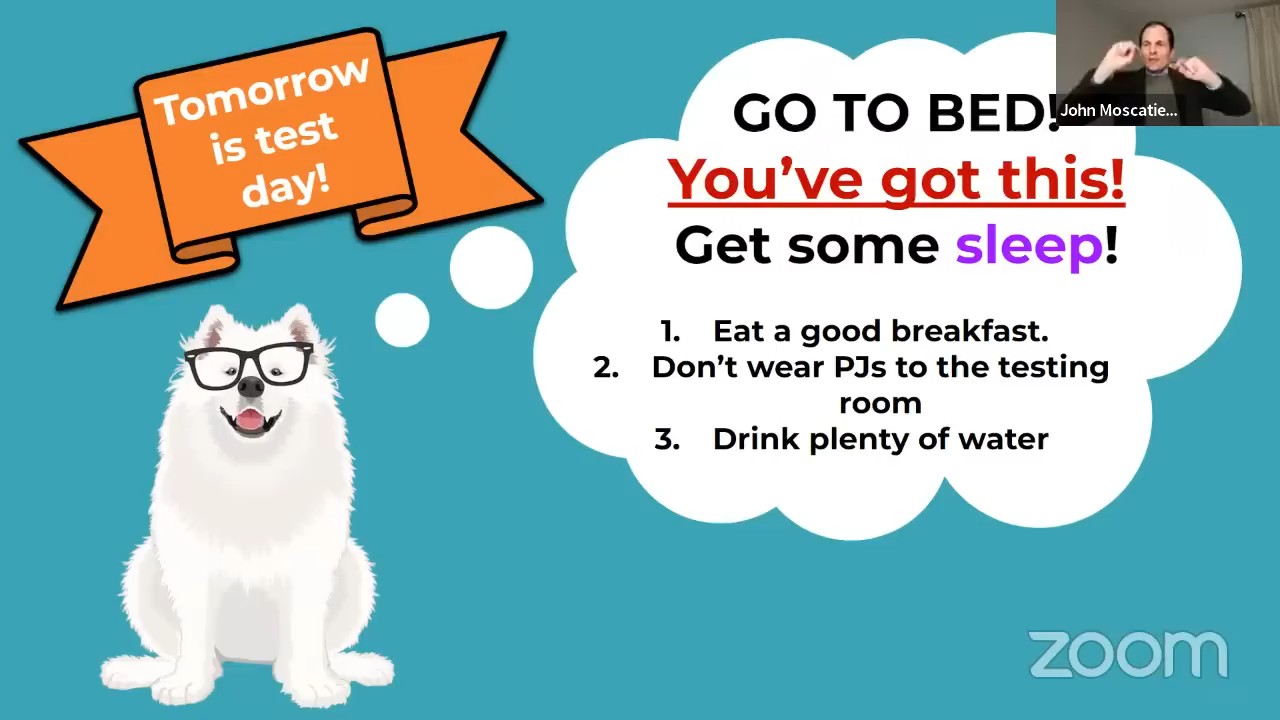 Tomorrow
is test
day!
GO TO BED!
You've got this!
Get some sleep!
1. Eat a good breakfast.
2. Don't wear PJs to the testing
room
3. Drink plenty of water
John Moscatie...
zoom